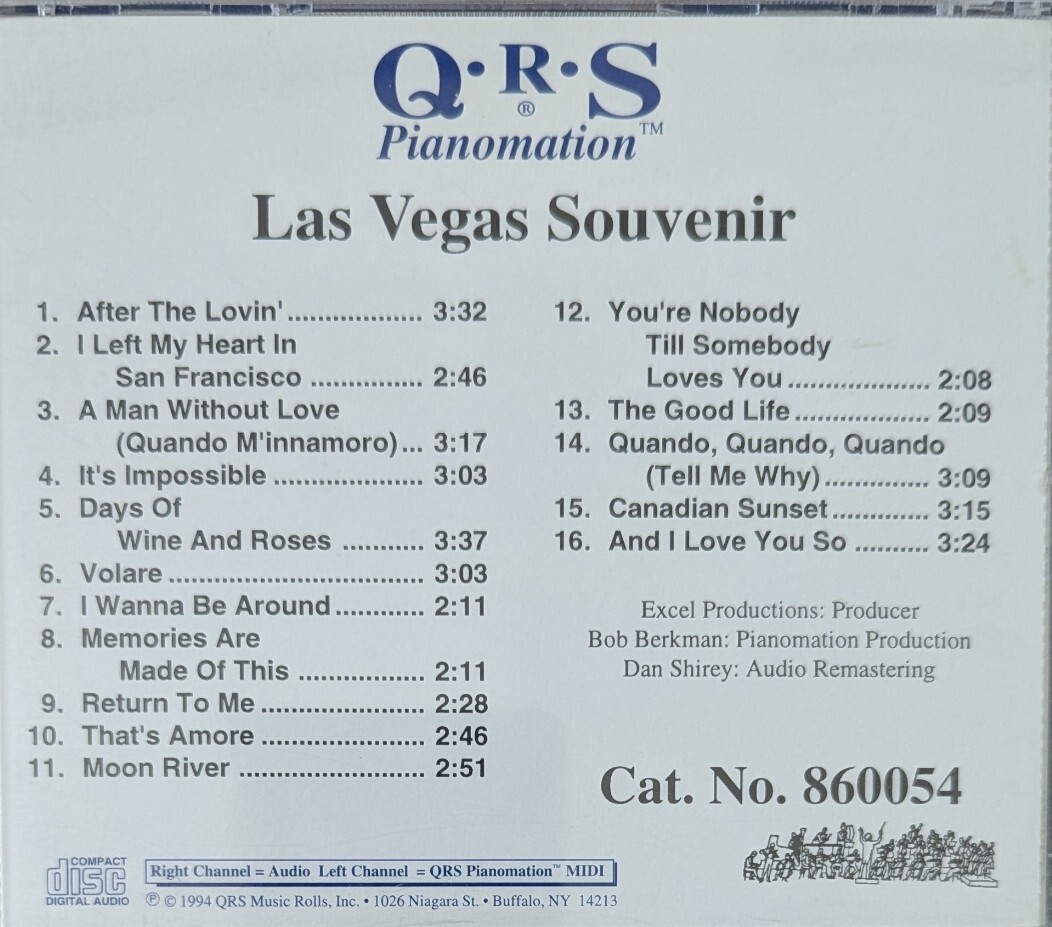 Q·R·S
®
Pianomation™
Las Vegas Souvenir
1. After The Lovin'.................. 3:32
2. I Left My Heart In
San Francisco ............... 2:46
3. A Man Without Love
(Quando M'innamoro)... 3:17
4. It's Impossible .................... 3:03
5. Days Of
Wine And Roses ........... 3:37
6. Volare .................................. 3:03
7. I Wanna Be Around............ 2:11
8. Memories Are
Made Of This ................. 2:11
9. Return To Me ...................... 2:28
10. That's Amore ...................... 2:46
11. Moon River ......................... 2:51
12. You're Nobody
Till Somebody
Loves You ................... 2:08
13. The Good Life.................. 2:09
14. Quando, Quando, Quando
(Tell Me Why).............. 3:09
15. Canadian Sunset............. 3:15
16. And I Love You So .......... 3:24
Excel Productions: Producer
Bob Berkman: Pianomation Production
Dan Shirey: Audio Remastering
Cat. No. 860054
COMPACT
disc
DIGITAL AUDIO
Right Channel = Audio Left Channel = QRS Pianomation™ MIDI
℗ © 1994 QRS Music Rolls, Inc. • 1026 Niagara St. • Buffalo, NY 14213